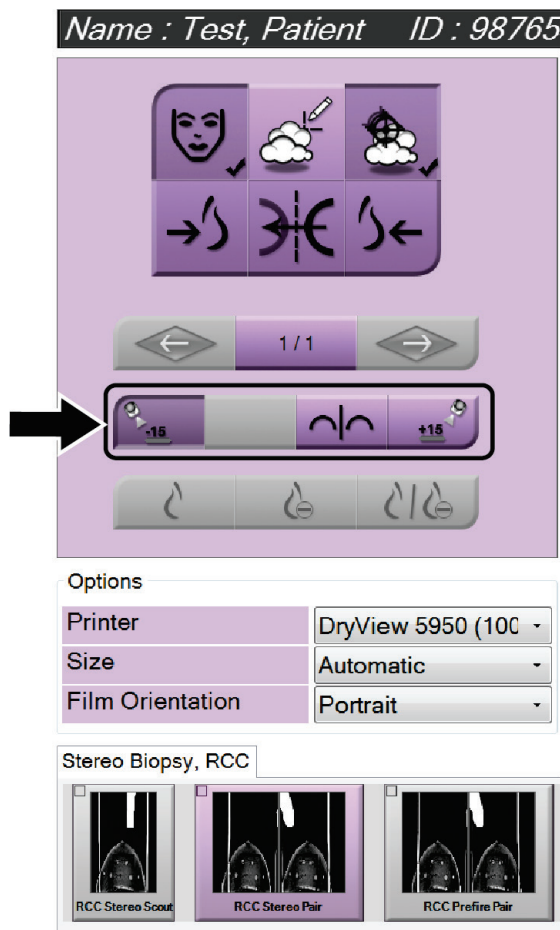 Name : Test, Patient ID : 98765
1 / 1
-15 +15
Options
Printer DryView 5950 (100
Size Automatic
Film Orientation Portrait
Stereo Biopsy, RCC
RCC Stereo Scout RCC Stereo Pair RCC Prefire Pair